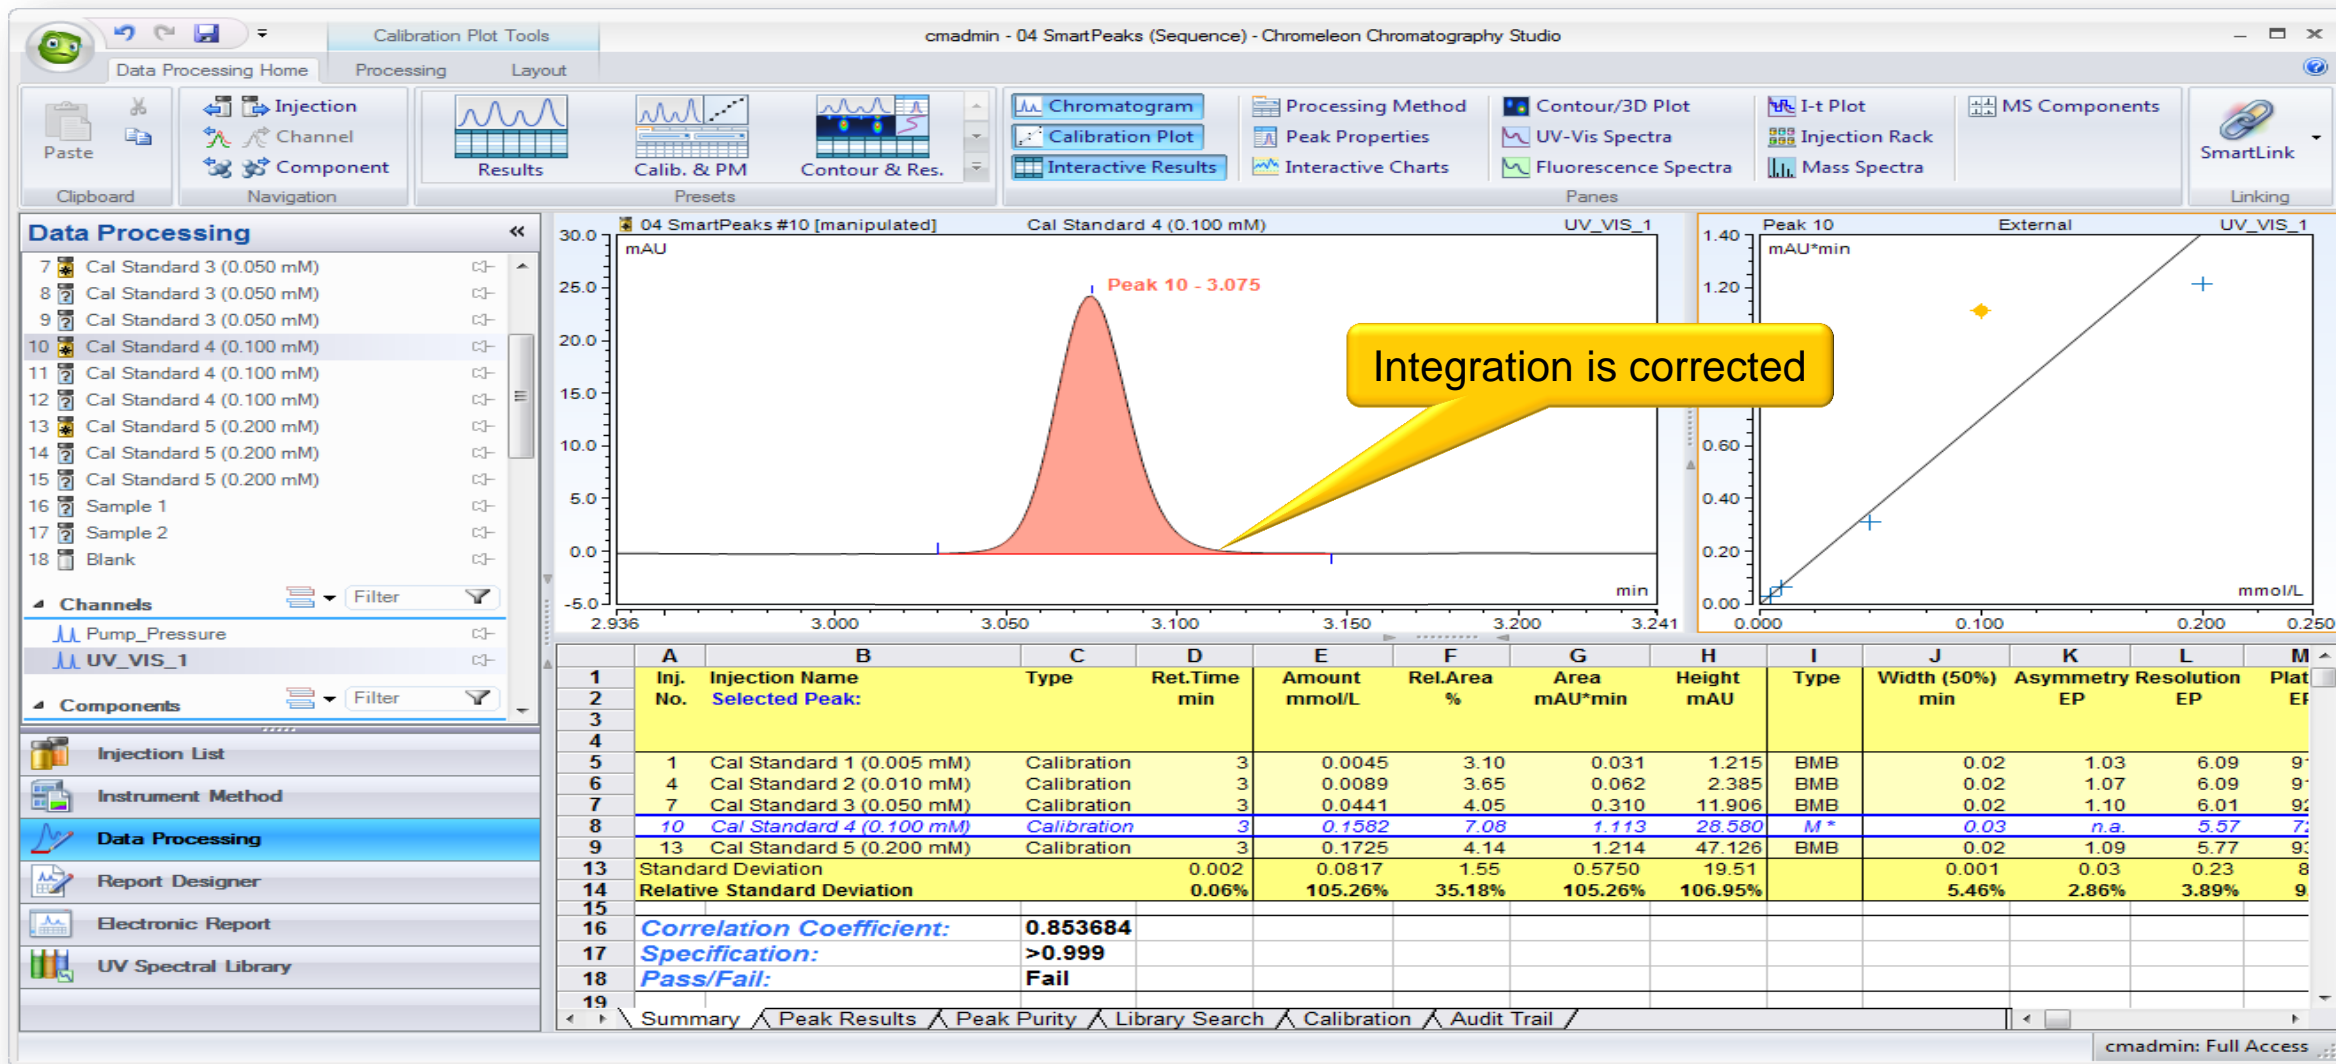 Calibration Plot Tools
cmadmin - 04 SmartPeaks (Sequence) - Chromeleon Chromatography Studio
Data Processing Home Processing Layout
Paste
Clipboard
Injection
Channel
Component
Navigation
Results
Calib. & PM
Contour & Res.
Presets
Chromatogram Processing Method Contour/3D Plot I-t Plot MS Components
Calibration Plot Peak Properties UV-Vis Spectra Injection Rack
Interactive Results Interactive Charts Fluorescence Spectra Mass Spectra
Panes
SmartLink
Linking
Data Processing «
7 Cal Standard 3 (0.050 mM)
8 Cal Standard 3 (0.050 mM)
9 Cal Standard 3 (0.050 mM)
10 Cal Standard 4 (0.100 mM)
11 Cal Standard 4 (0.100 mM)
12 Cal Standard 4 (0.100 mM)
13 Cal Standard 5 (0.200 mM)
14 Cal Standard 5 (0.200 mM)
15 Cal Standard 5 (0.200 mM)
16 Sample 1
17 Sample 2
18 Blank
Channels Filter
Pump_Pressure
UV_VIS_1
Components Filter
Injection List
Instrument Method
Data Processing
Report Designer
Electronic Report
UV Spectral Library
04 SmartPeaks #10 [manipulated] Cal Standard 4 (0.100 mM) UV_VIS_1
mAU
30.0
25.0
20.0
15.0
10.0
5.0
0.0
-5.0
Peak 10 - 3.075
Integration is corrected
min
2.936 3.000 3.050 3.100 3.150 3.200 3.241
Peak 10 External UV_VIS_1
mAU*min
1.40
1.20
0.60
0.40
0.20
0.00
mmol/L
0.000 0.100 0.200 0.250
A B C D E F G H I J K L M
1 Inj. Injection Name Type Ret.Time Amount Rel.Area Area Height Type Width (50%) Asymmetry Resolution Plat
2 No. Selected Peak: min mmol/L % mAU*min mAU min EP EP EP
3
4
5 1 Cal Standard 1 (0.005 mM) Calibration 3 0.0045 3.10 0.031 1.215 BMB 0.02 1.03 6.09
6 4 Cal Standard 2 (0.010 mM) Calibration 3 0.0089 3.65 0.062 2.385 BMB 0.02 1.07 6.09
7 7 Cal Standard 3 (0.050 mM) Calibration 3 0.0441 4.05 0.310 11.906 BMB 0.02 1.10 6.01
8 10 Cal Standard 4 (0.100 mM) Calibration 3 0.1582 7.08 1.113 28.580 M * 0.03 n.a. 5.57
9 13 Cal Standard 5 (0.200 mM) Calibration 3 0.1725 4.14 1.214 47.126 BMB 0.02 1.09 5.77
13 Standard Deviation 0.002 0.0817 1.55 0.5750 19.51 0.001 0.03 0.23
14 Relative Standard Deviation 0.06% 105.26% 35.18% 105.26% 106.95% 5.46% 2.86% 3.89%
15
16 Correlation Coefficient: 0.853684
17 Specification: >0.999
18 Pass/Fail: Fail
19
Summary Peak Results Peak Purity Library Search Calibration Audit Trail
cmadmin: Full Access